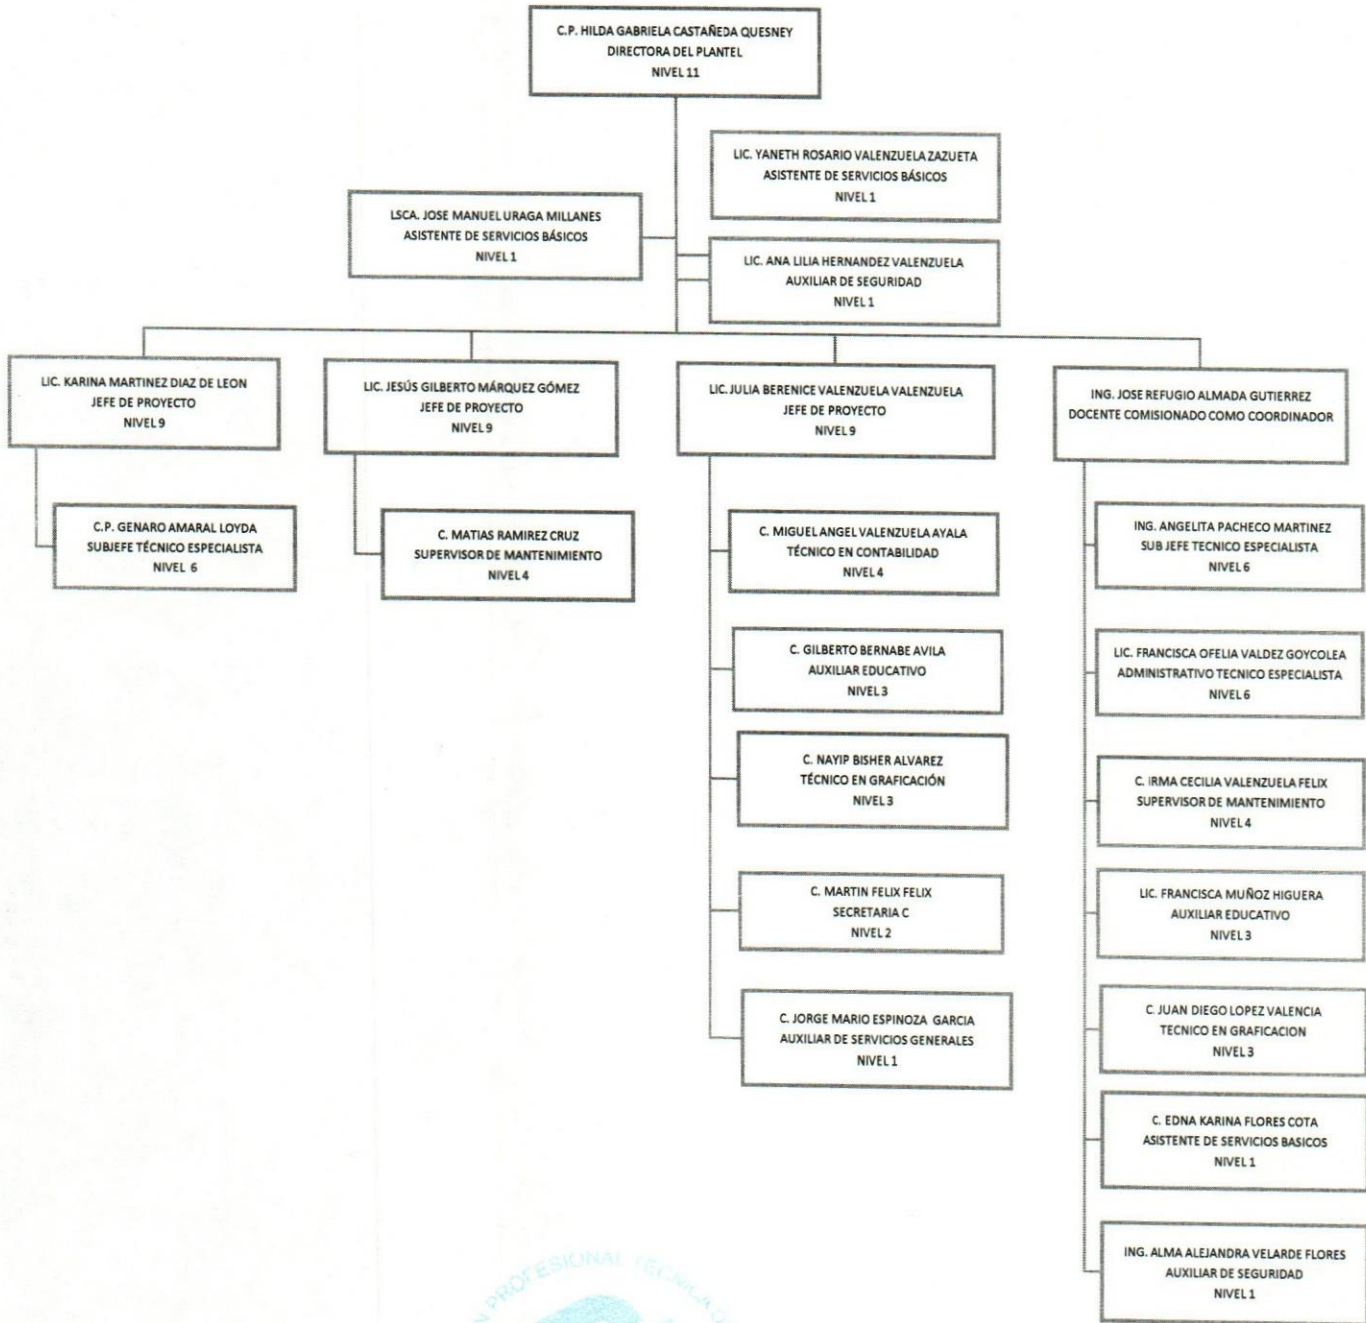 C.P. HILDA GABRIELA CASTAÑEDA QUESNEY
DIRECTORA DEL PLANTEL
NIVEL 11
LIC. YANETH ROSARIO VALENZUELA ZAZUETA
ASISTENTE DE SERVICIOS BÁSICOS
NIVEL 1
LSCA. JOSE MANUEL URAGA MILLANES
ASISTENTE DE SERVICIOS BÁSICOS
NIVEL 1
LIC. ANA LILIA HERNANDEZ VALENZUELA
AUXILIAR DE SEGURIDAD
NIVEL 1
LIC. KARINA MARTINEZ DIAZ DE LEON
JEFE DE PROYECTO
NIVEL 9
LIC. JESÚS GILBERTO MÁRQUEZ GÓMEZ
JEFE DE PROYECTO
NIVEL 9
LIC. JULIA BERENICE VALENZUELA VALENZUELA
JEFE DE PROYECTO
NIVEL 9
ING. JOSE REFUGIO ALMADA GUTIERREZ
DOCENTE COMISIONADO COMO COORDINADOR
C.P. GENARO AMARAL LOYDA
SUBJEFE TÉCNICO ESPECIALISTA
NIVEL 6
C. MATIAS RAMIREZ CRUZ
SUPERVISOR DE MANTENIMIENTO
NIVEL 4
C. MIGUEL ANGEL VALENZUELA AYALA
TÉCNICO EN CONTABILIDAD
NIVEL 4
C. GILBERTO BERNABE AVILA
AUXILIAR EDUCATIVO
NIVEL 3
C. NAYIP BISHER ALVAREZ
TÉCNICO EN GRAFICACIÓN
NIVEL 3
C. MARTIN FELIX FELIX
SECRETARIA C
NIVEL 2
C. JORGE MARIO ESPINOZA GARCIA
AUXILIAR DE SERVICIOS GENERALES
NIVEL 1
ING. ANGELITA PACHECO MARTINEZ
SUB JEFE TECNICO ESPECIALISTA
NIVEL 6
LIC. FRANCISCA OFELIA VALDEZ GOYCOLEA
ADMINISTRATIVO TECNICO ESPECIALISTA
NIVEL 6
C. IRMA CECILIA VALENZUELA FELIX
SUPERVISOR DE MANTENIMIENTO
NIVEL 4
LIC. FRANCISCA MUÑOZ HIGUERA
AUXILIAR EDUCATIVO
NIVEL 3
C. JUAN DIEGO LOPEZ VALENCIA
TECNICO EN GRAFICACION
NIVEL 3
C. EDNA KARINA FLORES COTA
ASISTENTE DE SERVICIOS BASICOS
NIVEL 1
ING. ALMA ALEJANDRA VELARDE FLORES
AUXILIAR DE SEGURIDAD
NIVEL 1
PROFESIONAL TECNICA